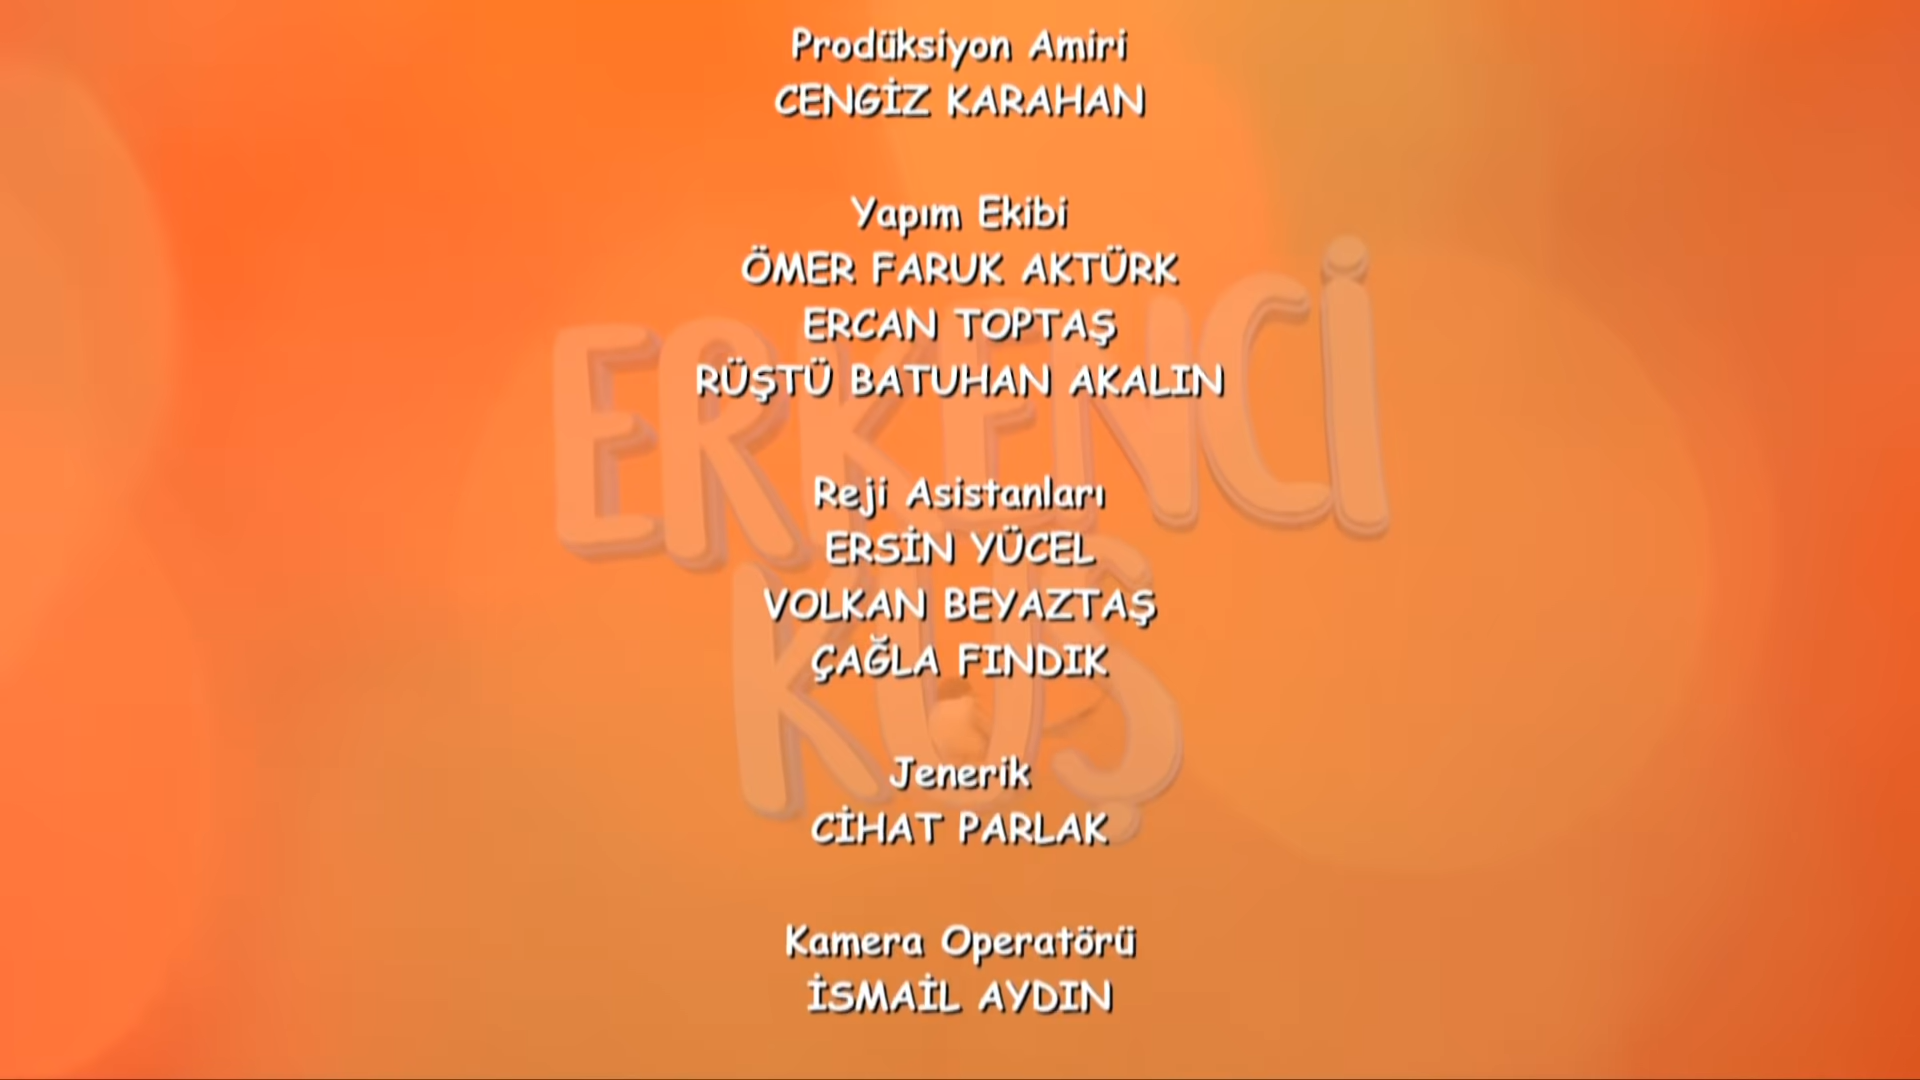 Prodüksiyon Amiri
CENGİZ KARAHAN
Yapım Ekibi
ÖMER FARUK AKTÜRK
ERCAN TOPTAŞ
RÜŞTÜ BATUHAN AKALIN
ERKENCİ
Reji Asistanları
ERSİN YÜCEL
VOLKAN BEYAZTAŞ
ÇAĞLA FINDIK
KUŞ
Jenerik
CİHAT PARLAK
Kamera Operatörü
İSMAİL AYDIN